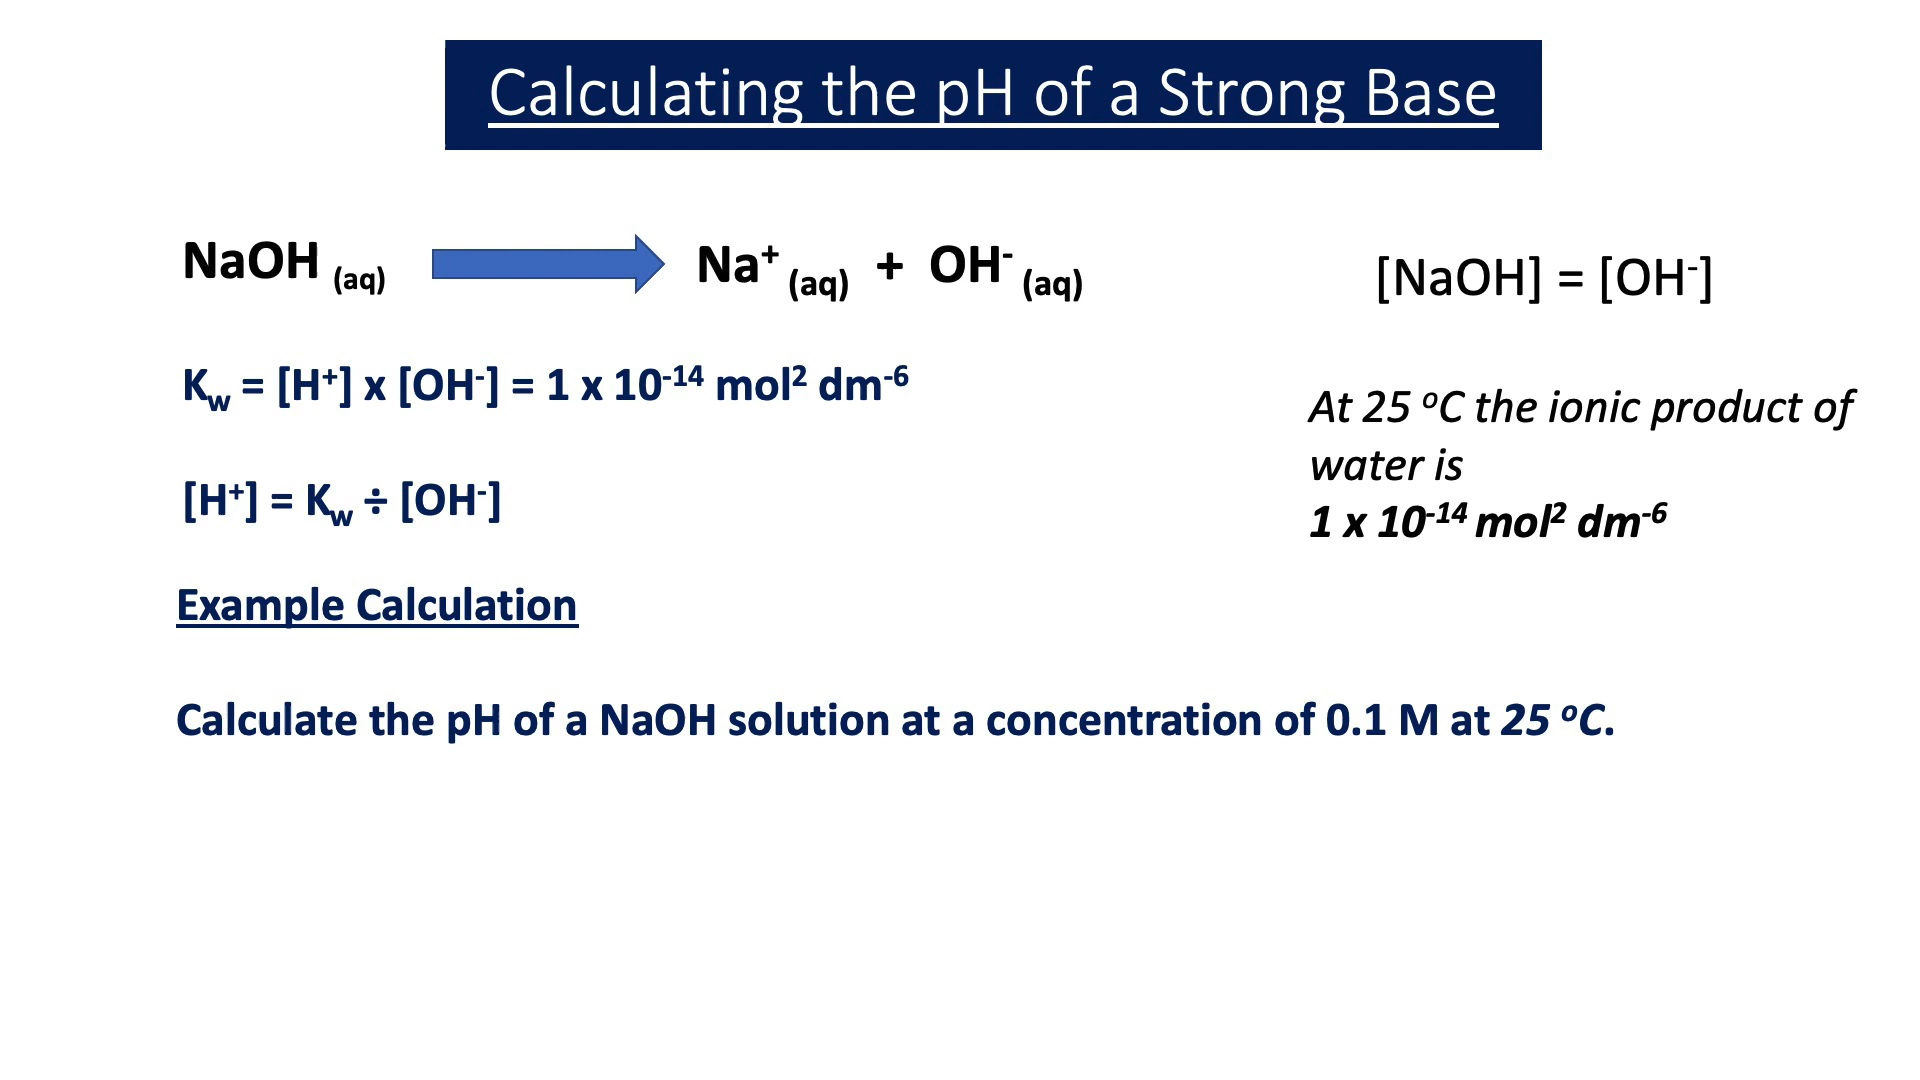 Calculating the pH of a Strong Base
NaOH (aq) Na⁺ (aq) + OH⁻ (aq) [NaOH] = [OH⁻]
K_w = [H⁺] x [OH⁻] = 1 x 10⁻¹⁴ mol² dm⁻⁶
At 25 ºC the ionic product of
water is
1 x 10⁻¹⁴ mol² dm⁻⁶
[H⁺] = K_w ÷ [OH⁻]
Example Calculation
Calculate the pH of a NaOH solution at a concentration of 0.1 M at 25 ºC.